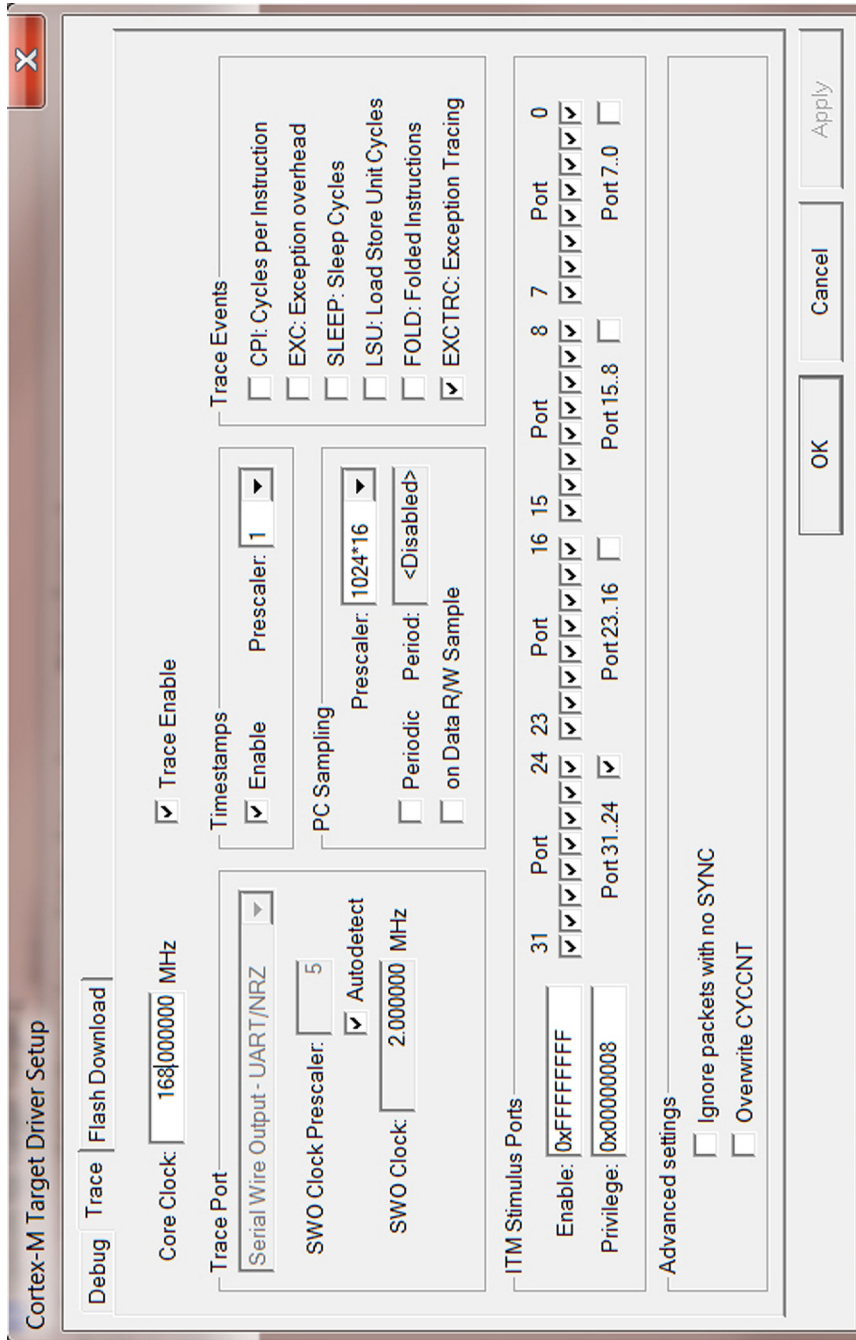 Cortex-M Target Driver Setup
Debug Trace Flash Download
Core Clock: 168.000000 MHz
Trace Enable
Trace Port
Serial Wire Output - UART/NRZ
SWO Clock Prescaler: 5
Autodetect
SWO Clock: 2.000000 MHz
Timestamps
Enable Prescaler: 1
PC Sampling
Prescaler: 1024*16
Periodic Period: <Disabled>
on Data R/W Sample
Trace Events
CPI: Cycles per Instruction
EXC: Exception overhead
SLEEP: Sleep Cycles
LSU: Load Store Unit Cycles
FOLD: Folded Instructions
EXCTRC: Exception Tracing
ITM Stimulus Ports
31 Port 24 23 Port 16 15 Port 8 7 Port 0
Enable: 0xFFFFFFFF
Privilege: 0x00000008 Port 31..24 Port 23..16 Port 15..8 Port 7..0
Advanced settings
Ignore packets with no SYNC
Overwrite CYCCNT
OK Cancel Apply